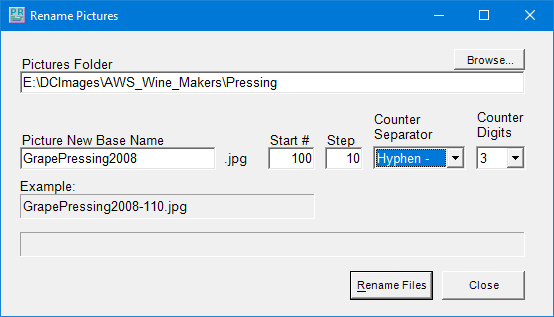 Rename Pictures
Browse...
Pictures Folder
E:\DCImages\AWS_Wine_Makers\Pressing
Counter Separator
Counter Digits
Picture New Base Name
Start #
Step
GrapePressing2008
.jpg
100
10
Hyphen -
3
Example:
GrapePressing2008-110.jpg
Rename Files
Close